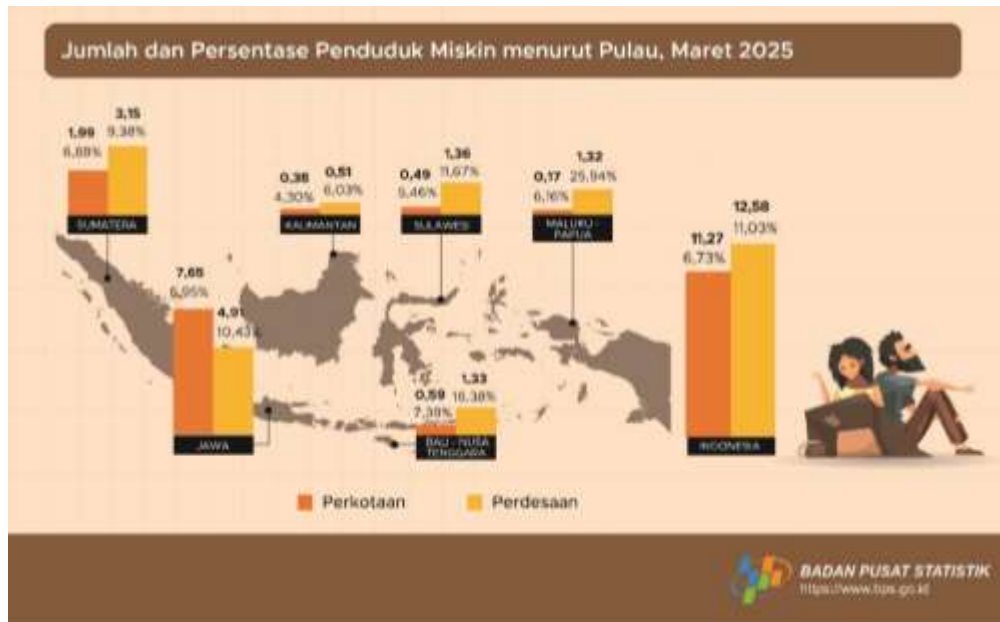 Jumlah dan Persentase Penduduk Miskin menurut Pulau, Maret 2025
1,99 3,15
6,88% 9,38%
SUMATERA
0,38 0,51
4,30% 6,03%
KALIMANTAN
0,49 1,36
5,46% 11,67%
SULAWESI
0,17 1,32
6,16% 25,94%
MALUKU -
PAPUA
11,27 12,58
6,73% 11,03%
INDONESIA
7,65 4,91
6,95% 10,43%
JAWA
0,59 1,33
7,39% 16,38%
BALI - NUSA
TENGGARA
Perkotaan
Perdesaan
BADAN PUSAT STATISTIK
https://www.bps.go.id